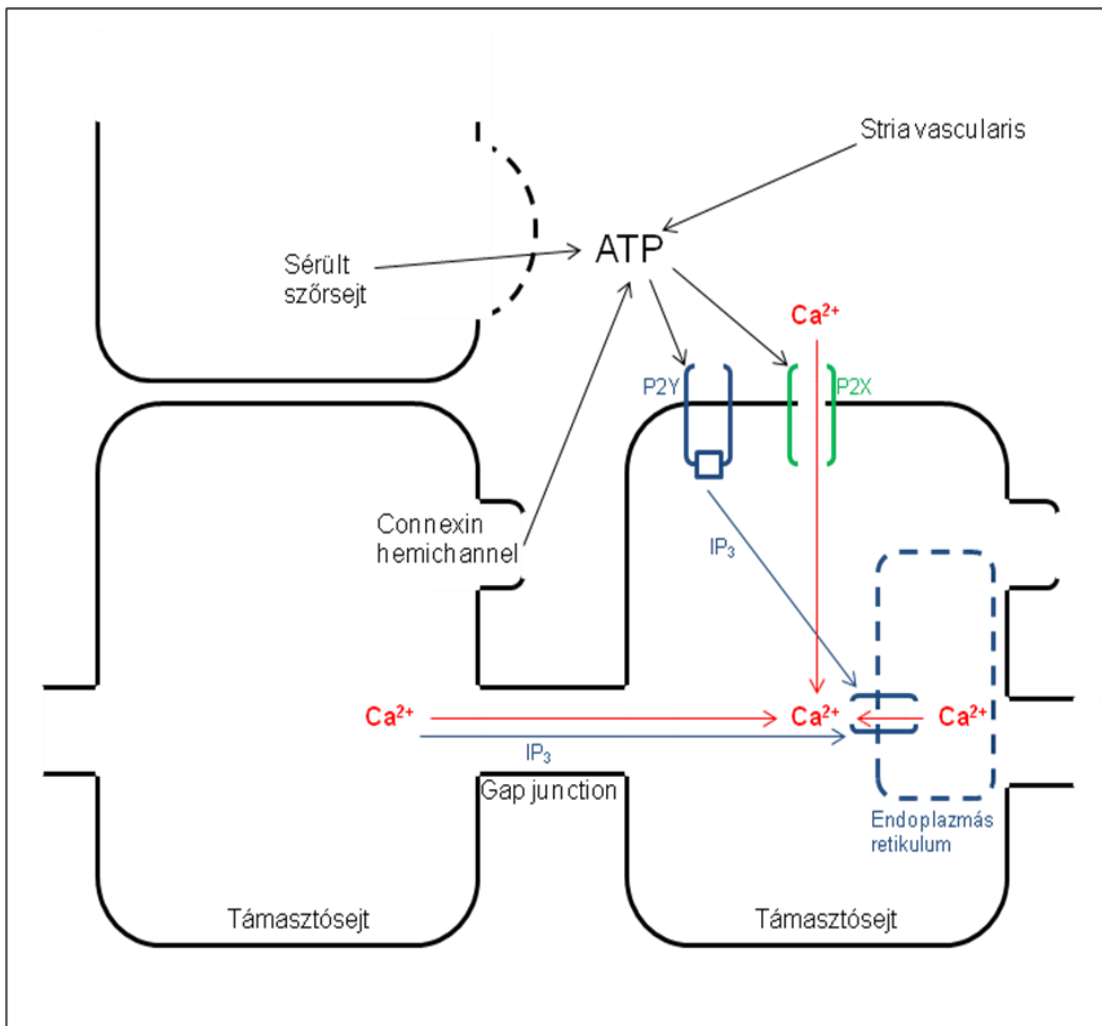 Stria vascularis
ATP
Sérült
szőrsejt
Ca²⁺
P2Y
P2X
Connexin
hemichannel
IP₃
Ca²⁺
Ca²⁺
Ca²⁺
IP₃
Gap junction
Endoplazmás
retikulum
Támasztósejt
Támasztósejt